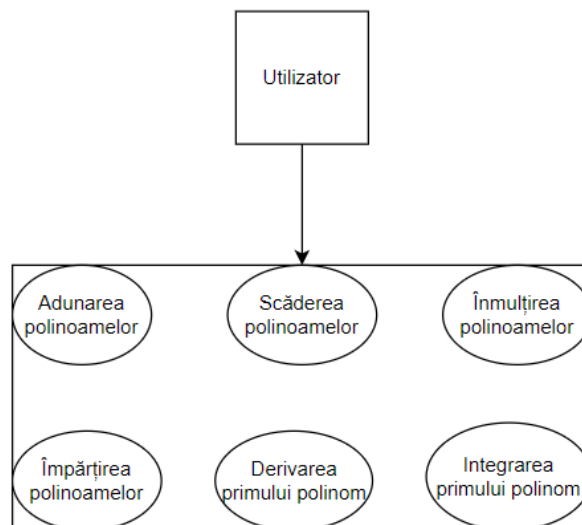 Utilizator
Adunarea
polinoamelor
Scăderea
polinoamelor
Înmulțirea
polinoamelor
Împărțirea
polinoamelor
Derivarea
primului polinom
Integrarea
primului polinom